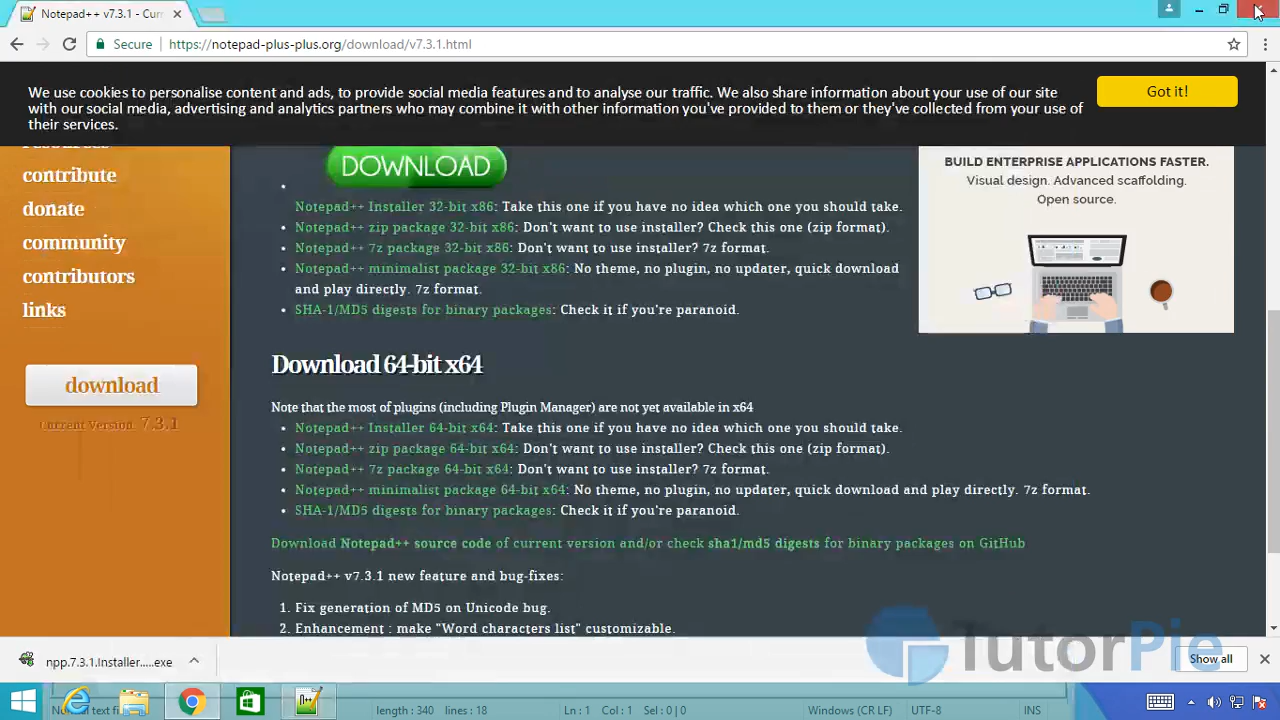 Notepad++ v7.3.1 - Curr
Secure
https://notepad-plus-plus.org/download/v7.3.1.html
We use cookies to personalise content and ads, to provide social media features and to analyse our traffic. We also share information about your use of our site
with our social media, advertising and analytics partners who may combine it with other information you've provided to them or they've collected from your use of
their services.
Got it!
resources
contribute
donate
community
contributors
links
download
Current Version 7.3.1
DOWNLOAD
Notepad++ Installer 32-bit x86: Take this one if you have no idea which one you should take.
Notepad++ zip package 32-bit x86: Don't want to use installer? Check this one (zip format).
Notepad++ 7z package 32-bit x86: Don't want to use installer? 7z format.
Notepad++ minimalist package 32-bit x86: No theme, no plugin, no updater, quick download
and play directly. 7z format.
SHA-1/MD5 digests for binary packages: Check it if you're paranoid.
Download 64-bit x64
Note that the most of plugins (including Plugin Manager) are not yet available in x64
Notepad++ Installer 64-bit x64: Take this one if you have no idea which one you should take.
Notepad++ zip package 64-bit x64: Don't want to use installer? Check this one (zip format).
Notepad++ 7z package 64-bit x64: Don't want to use installer? 7z format.
Notepad++ minimalist package 64-bit x64: No theme, no plugin, no updater, quick download and play directly. 7z format.
SHA-1/MD5 digests for binary packages: Check it if you're paranoid.
Download Notepad++ source code of current version and/or check sha1/md5 digests for binary packages on GitHub
Notepad++ v7.3.1 new feature and bug-fixes:
1. Fix generation of MD5 on Unicode bug.
2. Enhancement : make "Word characters list" customizable.
BUILD ENTERPRISE APPLICATIONS FASTER.
Visual design. Advanced scaffolding.
Open source.
TutorPie
npp.7.3.1.Installer.....exe
Show all
length : 340 lines : 18
Ln : 1 Col : 1 Sel : 0 | 0
Windows (CR LF)
UTF-8
INS